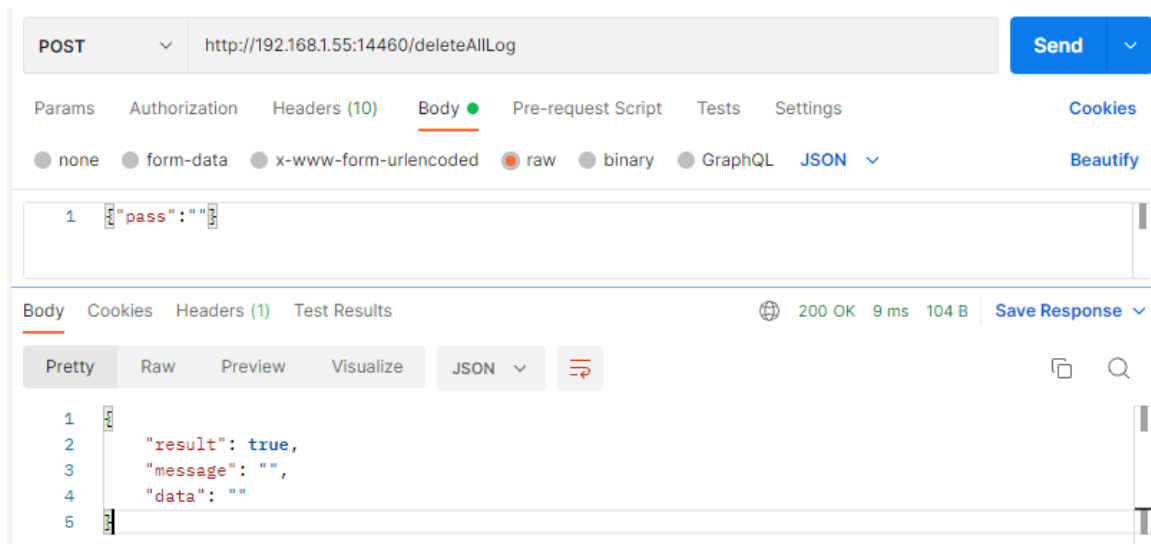 POST http://192.168.1.55:14460/deleteAllLog Send
Params Authorization Headers (10) Body Pre-request Script Tests Settings Cookies
none form-data x-www-form-urlencoded raw binary GraphQL JSON Beautify
1 {"pass":""}
Body Cookies Headers (1) Test Results 200 OK 9 ms 104 B Save Response
Pretty Raw Preview Visualize JSON
1 {
2 "result": true,
3 "message": "",
4 "data": ""
5 }